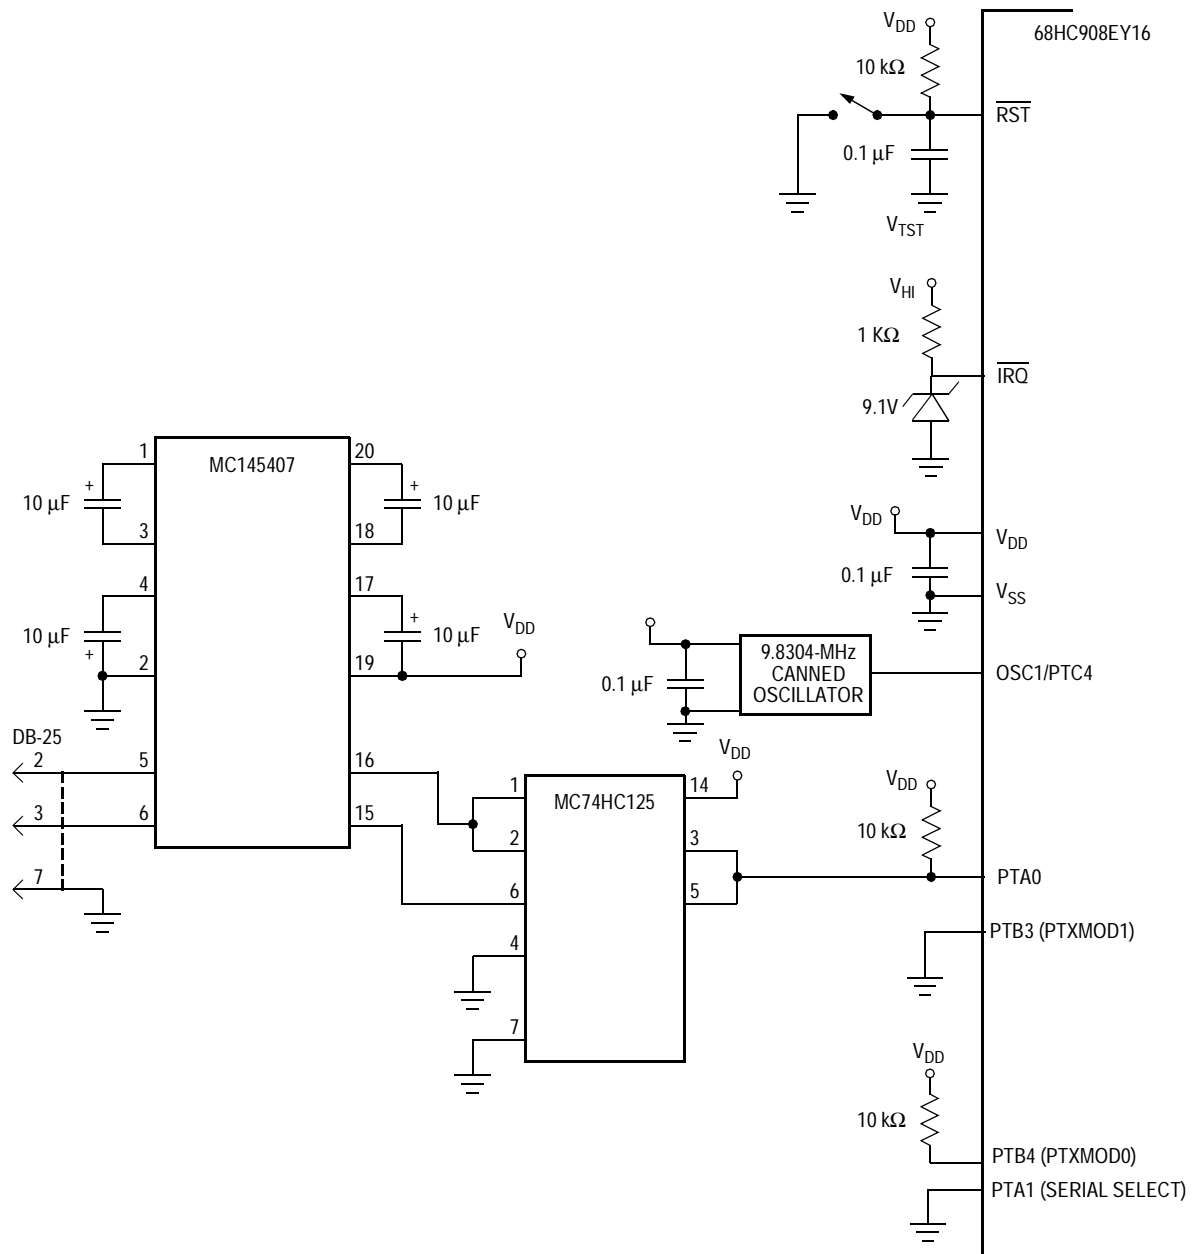 V_DD
68HC908EY16
10 kΩ
RST
0.1 µF
V_TST
V_HI
1 KΩ
IRQ
9.1V
1
MC145407
20
+
10 µF
+
10 µF
3
18
V_DD
V_DD
4
17
0.1 µF
V_SS
10 µF
+
+
10 µF
V_DD
2
19
9.8304-MHz
CANNED
OSCILLATOR
OSC1/PTC4
0.1 µF
DB-25
2
5
16
V_DD
3
6
15
1
MC74HC125
14
V_DD
2
3
10 kΩ
7
6
5
PTA0
4
PTB3 (PTXMOD1)
7
V_DD
10 kΩ
PTB4 (PTXMOD0)
PTA1 (SERIAL SELECT)